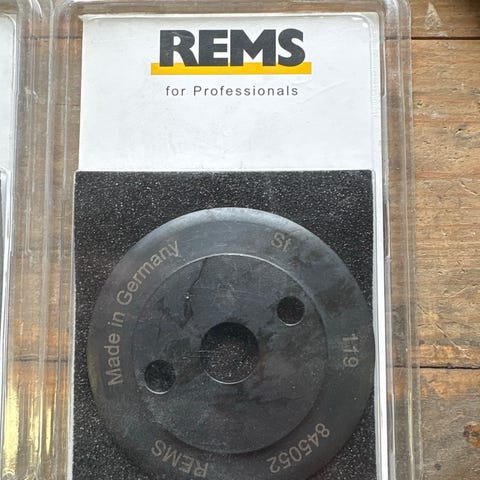 REMS
for Professionals
Made in Germany
St
119
845052
REMS